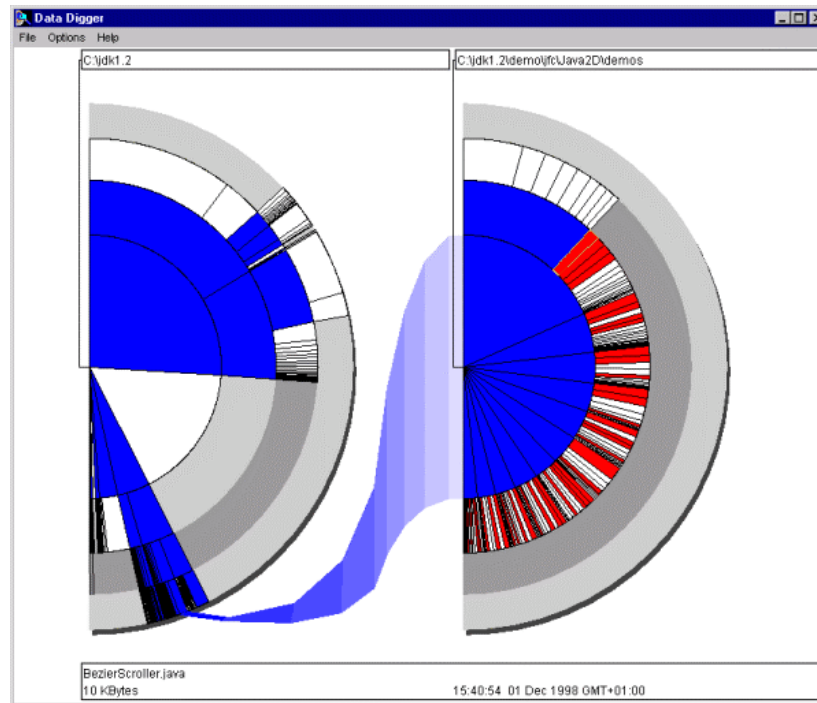 Data Digger
File Options Help
C:\jdk1.2
C:\jdk1.2\demo\jfc\Java2D\demos
BezierScroller.java
10 KBytes
15:40:54 01 Dec 1998 GMT+01:00